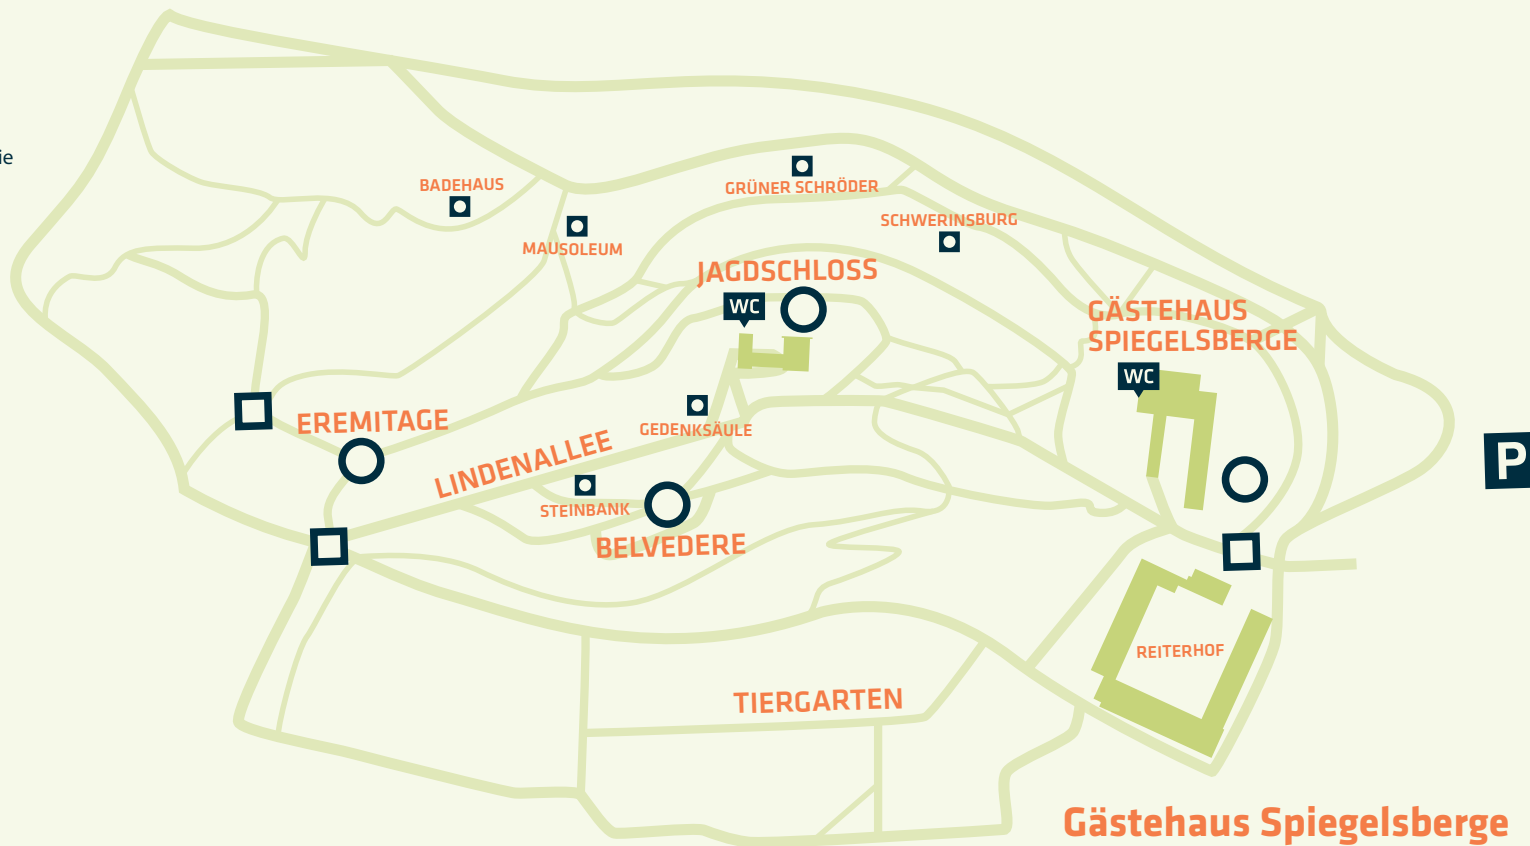 ie
BADEHAUS
GRÜNER SCHRÖDER
SCHWERINSBURG
MAUSOLEUM
JAGDSCHLOSS
WC
GÄSTEHAUS
SPIEGELSBERGE
WC
EREMITAGE
GEDENKSÄULE
LINDENALLEE
P
STEINBANK
BELVEDERE
REITERHOF
TIERGARTEN
Gästehaus Spiegelsberge